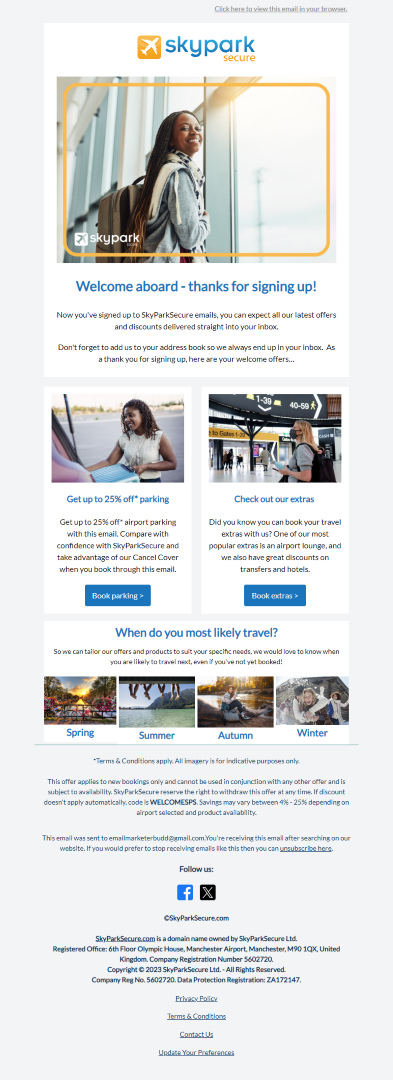 Click here to view this email in your browser.
skypark
secure
skypark
Welcome aboard - thanks for signing up!
Now you've signed up to SkyParkSecure emails, you can expect all our latest offers
and discounts delivered straight into your inbox.
Don't forget to add us to your address book so we always end up in your inbox. As
a thank you for signing up, here are your welcome offers...
1-39
40-59
to Gates 1-39
Get up to 25% off* parking
Get up to 25% off* airport parking
with this email. Compare with
confidence with SkyParkSecure and
take advantage of our Cancel Cover
when you book through this email.
Book parking >
Check out our extras
Did you know you can book your travel
extras with us? One of our most
popular extras is an airport lounge, and
we also have great discounts on
transfers and hotels.
Book extras >
When do you most likely travel?
So we can tailor our offers and products to suit your specific needs, we would love to know when
you are likely to travel next, even if you've not yet booked!
Spring
Summer
Autumn
Winter
*Terms & Conditions apply. All imagery is for indicative purposes only.
This offer applies to new bookings only and cannot be used in conjunction with any other offer and is
subject to availability. SkyParkSecure reserve the right to withdraw this offer at any time. If discount
doesn't apply automatically, code is WELCOMESPS. Savings may vary between 4% - 25% depending on
airport selected and product availability.
This email was sent to emailmarketerbudd@gmail.com.You're receiving this email after searching on our
website. If you would prefer to stop receiving emails like this then you can unsubscribe here.
Follow us:
©SkyParkSecure.com
SkyParkSecure.com is a domain name owned by SkyParkSecure Ltd.
Registered Office: 6th Floor Olympic House, Manchester Airport, Manchester, M90 1QX, United
Kingdom. Company Registration Number 5602720.
Copyright © 2023 SkyParkSecure Ltd. - All Rights Reserved.
Company Reg No. 5602720. Data Protection Registration: ZA172147.
Privacy Policy
Terms & Conditions
Contact Us
Update Your Preferences